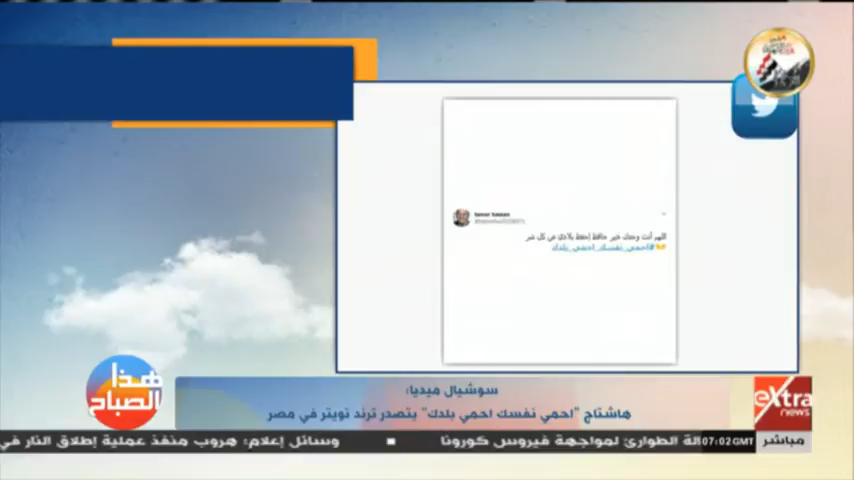 tamer hassan
اللهم أنت وحدك خير حافظ إحفظ بلادي من كل شر
#احمي_نفسك_احمي_بلدك
هذا
الصباح
سوشيال ميديا:
هاشتاج "احمي نفسك احمي بلدك" يتصدر ترند تويتر في مصر
eXtra
news
مباشر
07:02 GMT
الة الطوارئ لمواجهة فيروس كورونا ■ وسائل إعلام: هروب منفذ عملية إطلاق النار في